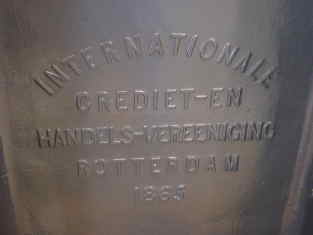 INTERNATIONALE
CREDIET-EN
HANDELS-VEREENIGING
ROTTERDAM
1863